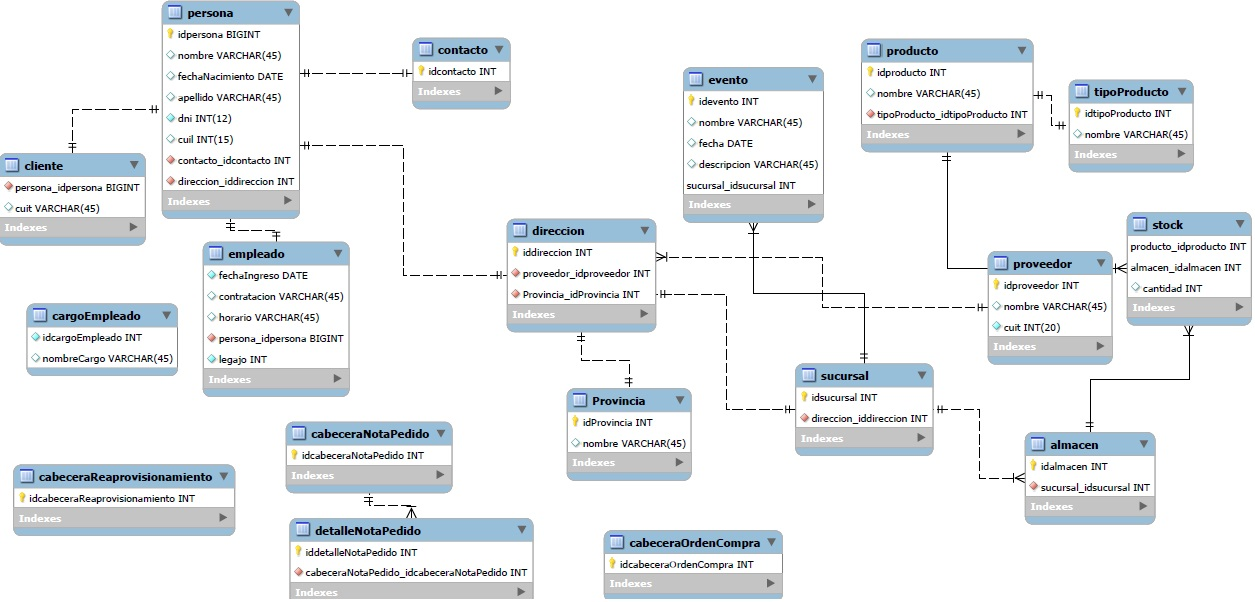 persona
idpersona BIGINT
nombre VARCHAR(45)
fechaNacimiento DATE
apellido VARCHAR(45)
dni INT(12)
cuil INT(15)
contacto_idcontacto INT
direccion_iddireccion INT
Indexes
contacto
idcontacto INT
Indexes
cliente
persona_idpersona BIGINT
cuit VARCHAR(45)
Indexes
empleado
fechaIngreso DATE
contratacion VARCHAR(45)
horario VARCHAR(45)
persona_idpersona BIGINT
legajo INT
Indexes
cargoEmpleado
idcargoEmpleado INT
nombreCargo VARCHAR(45)
Indexes
evento
idevento INT
nombre VARCHAR(45)
fecha DATE
descripcion VARCHAR(45)
sucursal_idsucursal INT
Indexes
producto
idproducto INT
nombre VARCHAR(45)
tipoProducto_idtipoProducto INT
Indexes
tipoProducto
idtipoProducto INT
nombre VARCHAR(45)
Indexes
direccion
iddireccion INT
proveedor_idproveedor INT
Provincia_idProvincia INT
Indexes
proveedor
idproveedor INT
nombre VARCHAR(45)
cuit INT(20)
Indexes
stock
producto_idproducto INT
almacen_idalmacen INT
cantidad INT
Indexes
Provincia
idProvincia INT
nombre VARCHAR(45)
Indexes
sucursal
idsucursal INT
direccion_iddireccion INT
Indexes
almacen
idalmacen INT
sucursal_idsucursal INT
Indexes
cabeceraNotaPedido
idcabeceraNotaPedido INT
Indexes
cabeceraReaprovisionamiento
idcabeceraReaprovisionamiento INT
Indexes
detalleNotaPedido
iddetalleNotaPedido INT
cabeceraNotaPedido_idcabeceraNotaPedido INT
Indexes
cabeceraOrdenCompra
idcabeceraOrdenCompra INT
Indexes